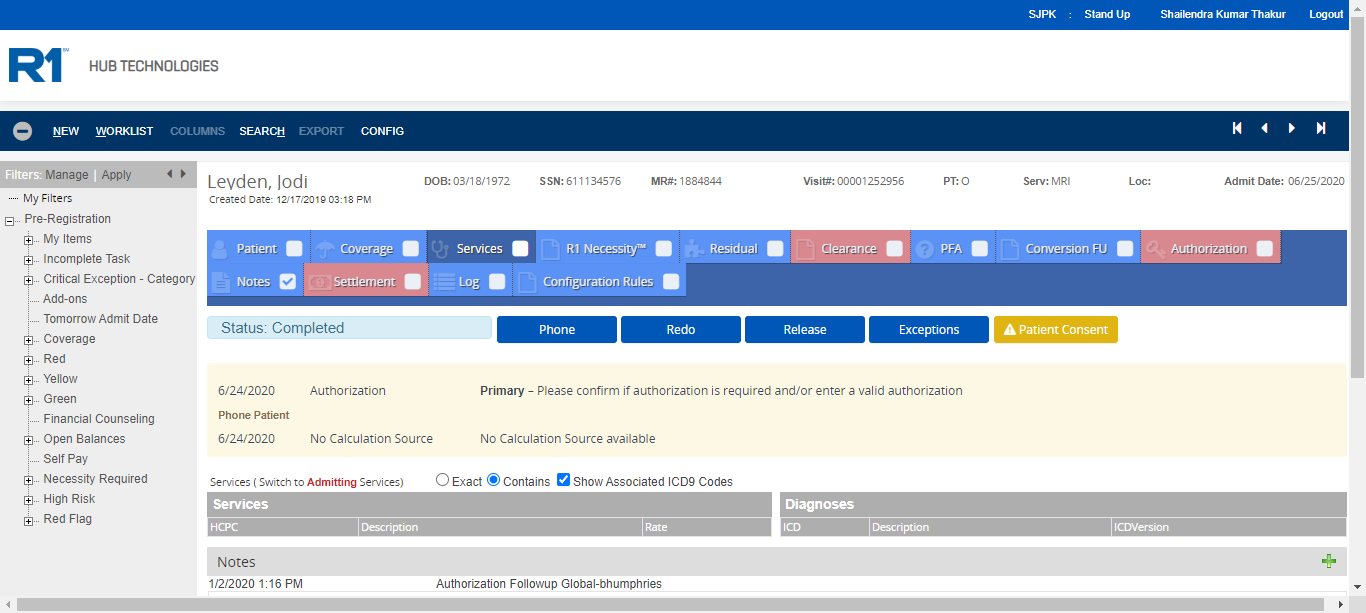 SJPK : Stand Up Shailendra Kumar Thakur Logout
R1 HUB TECHNOLOGIES
NEW WORKLIST COLUMNS SEARCH EXPORT CONFIG
Filters: Manage | Apply
My Filters
Pre-Registration
My Items
Incomplete Task
Critical Exception - Category
Add-ons
Tomorrow Admit Date
Coverage
Red
Yellow
Green
Financial Counseling
Open Balances
Self Pay
Necessity Required
High Risk
Red Flag
Leyden, Jodi DOB: 03/18/1972 SSN: 611134576 MR#: 1884844 Visit#: 00001252956 PT: O Serv: MRI Loc: Admit Date: 06/25/2020
Created Date: 12/17/2019 03:18 PM
Patient Coverage Services R1 Necessity™ Residual Clearance PFA Conversion FU Authorization
Notes Settlement Log Configuration Rules
Status: Completed Phone Redo Release Exceptions Patient Consent
6/24/2020 Authorization Primary – Please confirm if authorization is required and/or enter a valid authorization
Phone Patient
6/24/2020 No Calculation Source No Calculation Source available
Services ( Switch to Admitting Services) Exact Contains Show Associated ICD9 Codes
Services Diagnoses
HCPC Description Rate ICD Description ICDVersion
Notes
1/2/2020 1:16 PM Authorization Followup Global-bhumphries